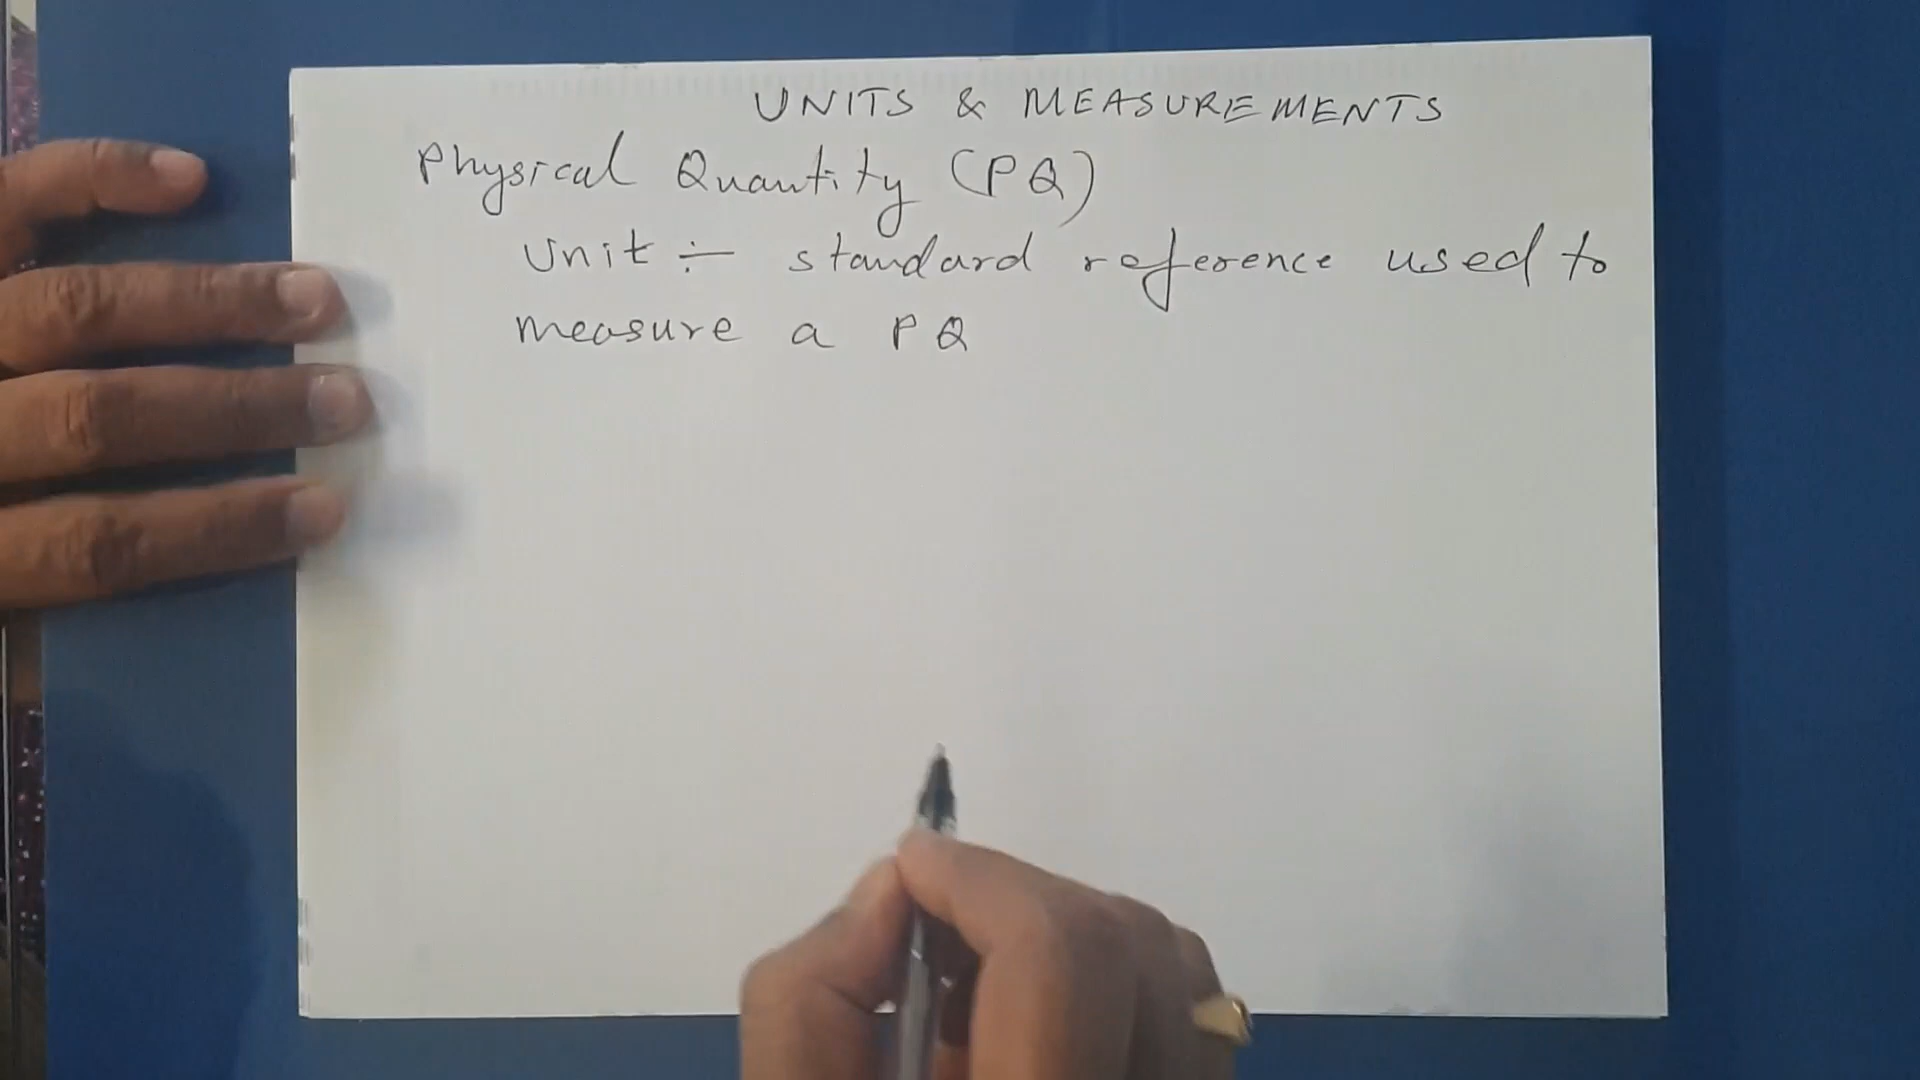 UNITS & MEASUREMENTS
Physical Quantity (PQ)
Unit ÷ standard reference used to
measure a PQ